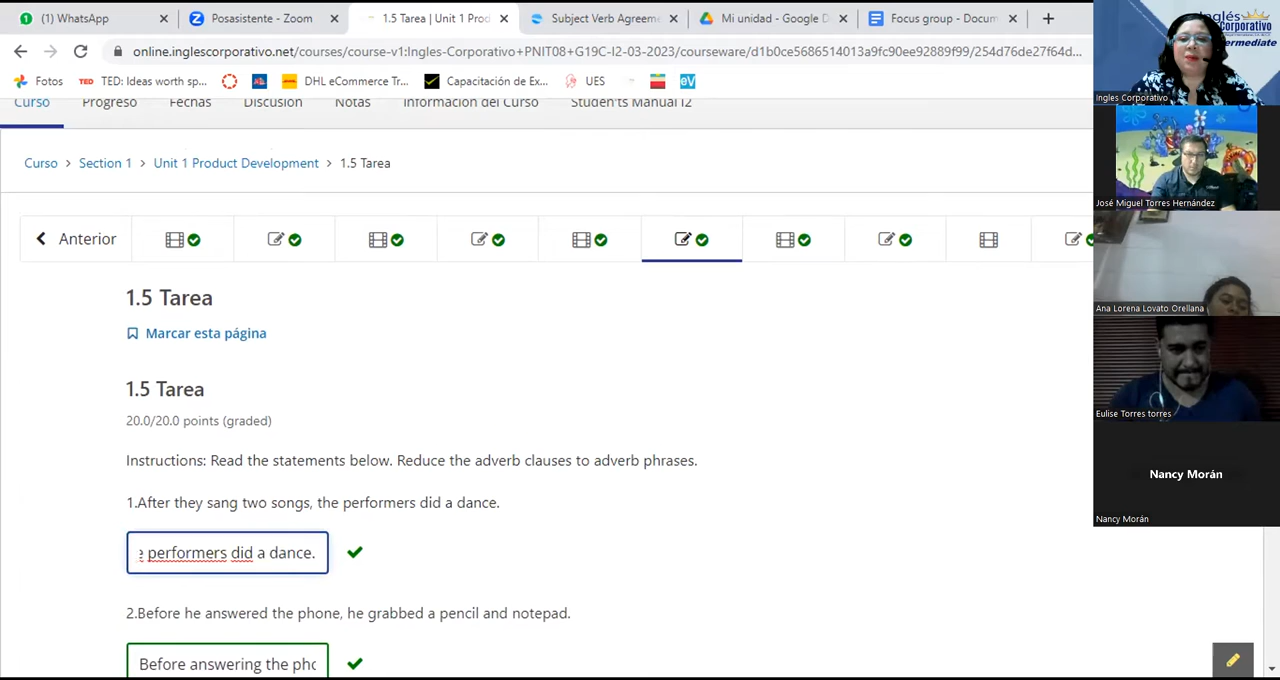 (1) WhatsApp
Posasistente - Zoom
1.5 Tarea | Unit 1 Proc
Subject Verb Agreeme
Mi unidad - Google D
Focus group - Docum
online.inglescorporativo.net/courses/course-v1:Ingles-Corporativo+PNIT08+G19C-I2-03-2023/courseware/d1b0ce5686514013a9fc90ee92889f99/254d76de27f64d...
Fotos
TED: Ideas worth sp...
DHL eCommerce Tr...
Capacitación de Ex...
UES
Curso
Progreso
Fechas
Discusión
Notas
Información del Curso
Studen'ts Manual I2
Curso > Section 1 > Unit 1 Product Development > 1.5 Tarea
Anterior
1.5 Tarea
Marcar esta página
1.5 Tarea
20.0/20.0 points (graded)
Instructions: Read the statements below. Reduce the adverb clauses to adverb phrases.
1.After they sang two songs, the performers did a dance.
performers did a dance.
2.Before he answered the phone, he grabbed a pencil and notepad.
Before answering the pho
Ingles Corporativo
José Miguel Torres Hernández
Ana Lorena Lovato Orellana
Eulise Torres torres
Nancy Morán
Nancy Morán